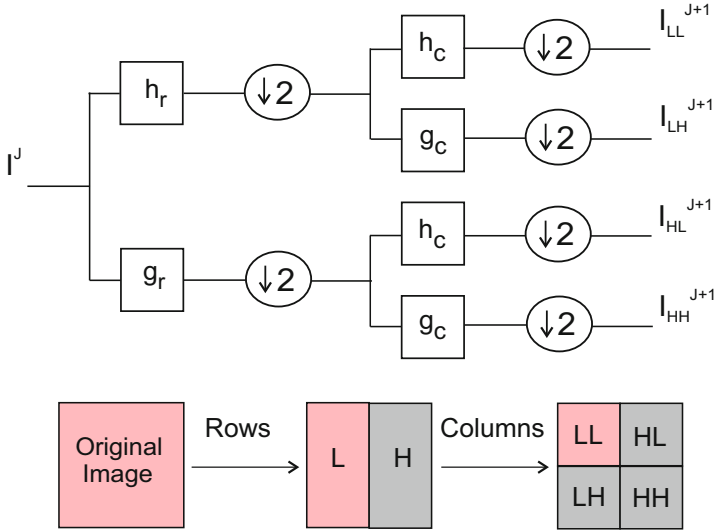 I^J
h_r
↓2
h_c
↓2
I_LL^J+1
g_c
↓2
I_LH^J+1
g_r
↓2
h_c
↓2
I_HL^J+1
g_c
↓2
I_HH^J+1
Original
Image
Rows
L
H
Columns
LL
HL
LH
HH